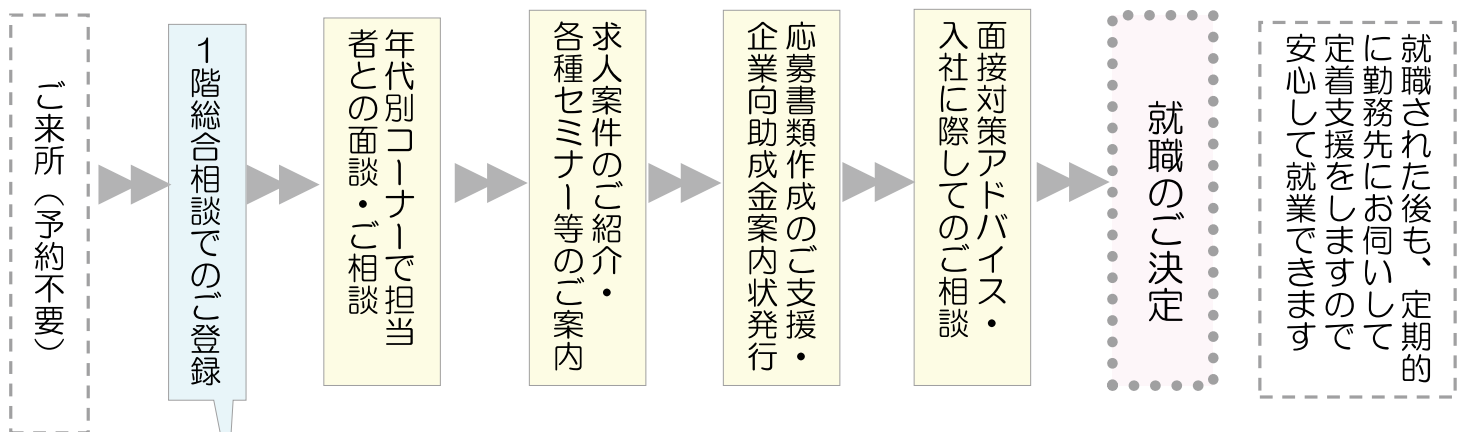 ご来所（予約不要）
１階総合相談でのご登録
年代別コーナーで担当
者との面談・ご相談
求人案件のご紹介・
各種セミナー等のご案内
応募書類作成のご支援・
企業向助成金案内状発行
面接対策アドバイス・
入社に際してのご相談
就職のご決定
就職された後も、定期的
に勤務先にお伺いして
定着支援をしますので
安心して就業できます